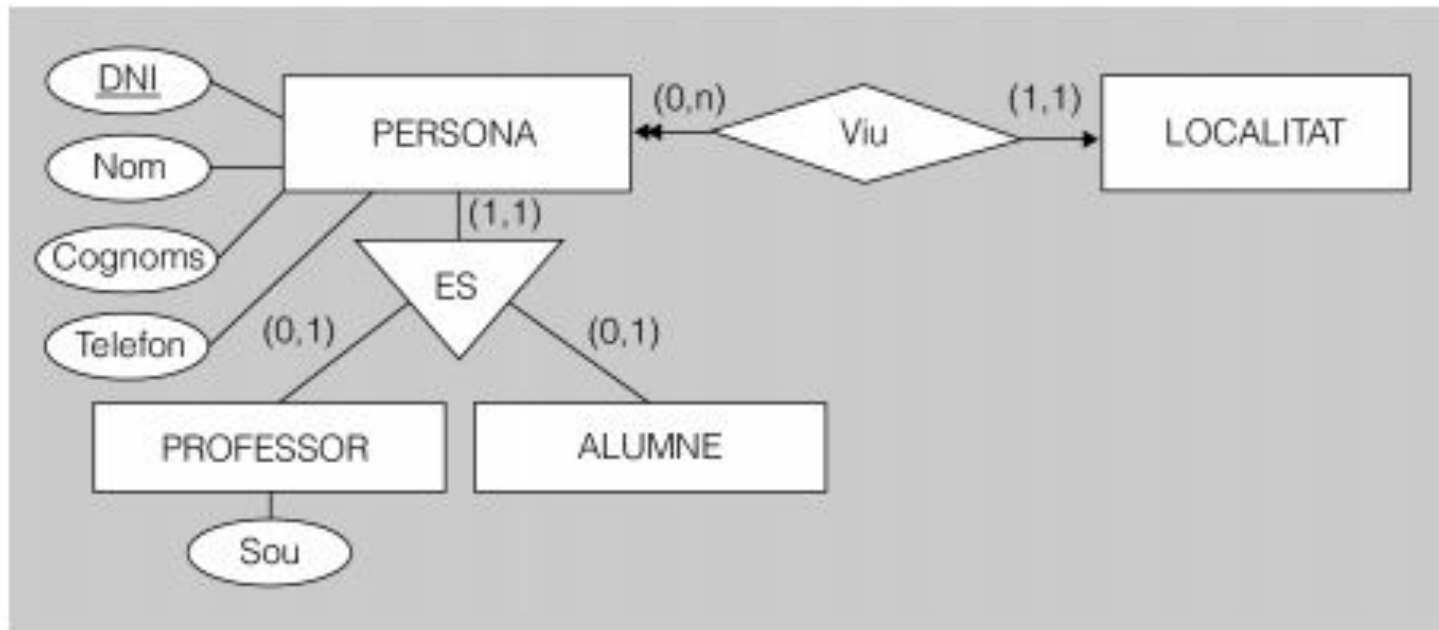 DNI
PERSONA
(0,n)
Viu
(1,1)
LOCALITAT
Nom
(1,1)
Cognoms
ES
Telefon
(0,1)
(0,1)
PROFESSOR
ALUMNE
Sou